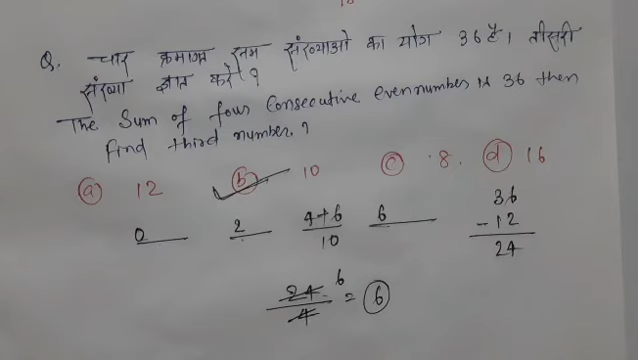 Q. चार क्रमागत सम संख्याओ का योग 36 है। तीसरी
संख्या ज्ञात करे ?
The Sum of four Consecutive even number is 36 then
find third number ?
(a) 12 (b) 10 (c) 8. (d) 16
0 2 4+6 6 36
10 -12
24
24 6
4 = 6